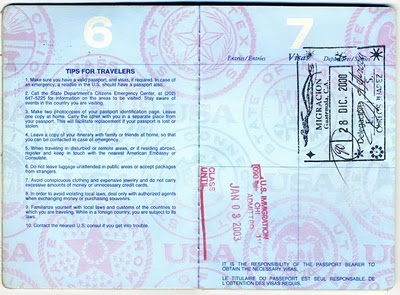 6
TIPS FOR TRAVELERS
1. Make sure you have a valid passport and visas, if required. In case of
an emergency, a relative in the U.S. should have a passport also.
2. Call the State Department's Citizens Emergency Center, at (202)
647-5225 for information on the areas to be visited. Stay aware of
events in the country you are visiting.
3. Make two photocopies of your passport identification page. Leave
one copy at home. Carry the other with you in a separate place from
your passport. This will facilitate replacement if your passport is lost or
stolen.
4. Leave a copy of your itinerary with family or friends at home, so that
you can be contacted in case of an emergency.
5. When traveling in disturbed or remote areas, or if residing abroad,
register and keep in touch with the nearest American Embassy or
Consulate.
6. Do not leave luggage unattended in public areas or accept packages
from strangers.
7. Avoid conspicuous clothing and expensive jewelry and do not carry
excessive amounts of money or unnecessary credit cards.
8. In order to avoid violating local laws, deal only with authorized agents
when exchanging money or purchasing souvenirs.
9. Familiarize yourself with local laws and customs of the countries to
which you are traveling. While in a foreign country, you are subject to its
laws.
10. Contact the nearest U.S. consul if you get into trouble.
7
Entries/Entrées
Visas
Departures/Sorties
MIGRACION
Guatemala, C.A.
28 DIC. 2000
U.S. IMMIGRATION
ADMITTED
JAN 03 2003
CLASS
UNTIL
IT IS THE RESPONSIBILITY OF THE PASSPORT BEARER TO
OBTAIN THE NECESSARY VISAS.
LE TITULAIRE DU PASSEPORT EST SEUL RESPONSABLE DE
L'OBTENTION DES VISAS REQUIS.